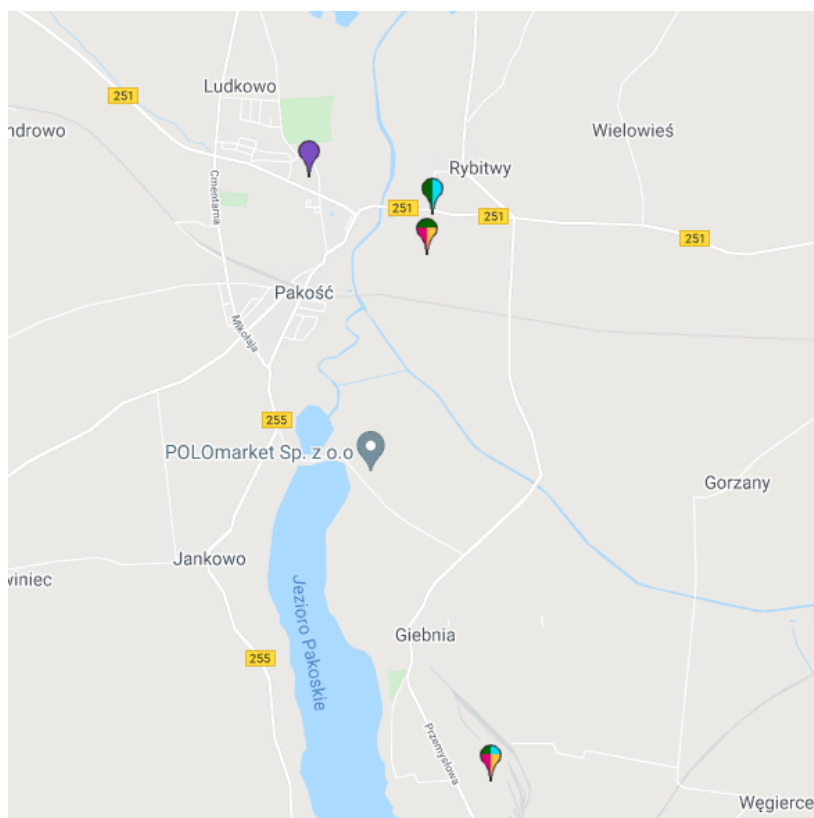 Ludkowo
251
ndrowo
Wielowieś
Rybitwy
Cmentarna
251
251
251
Pakość
Mikołaja
255
POLOmarket Sp. z o.o
Gorzany
Jankowo
winiec
Jezioro Pakoskie
Giebnia
255
Przemysłowa
Węgierce